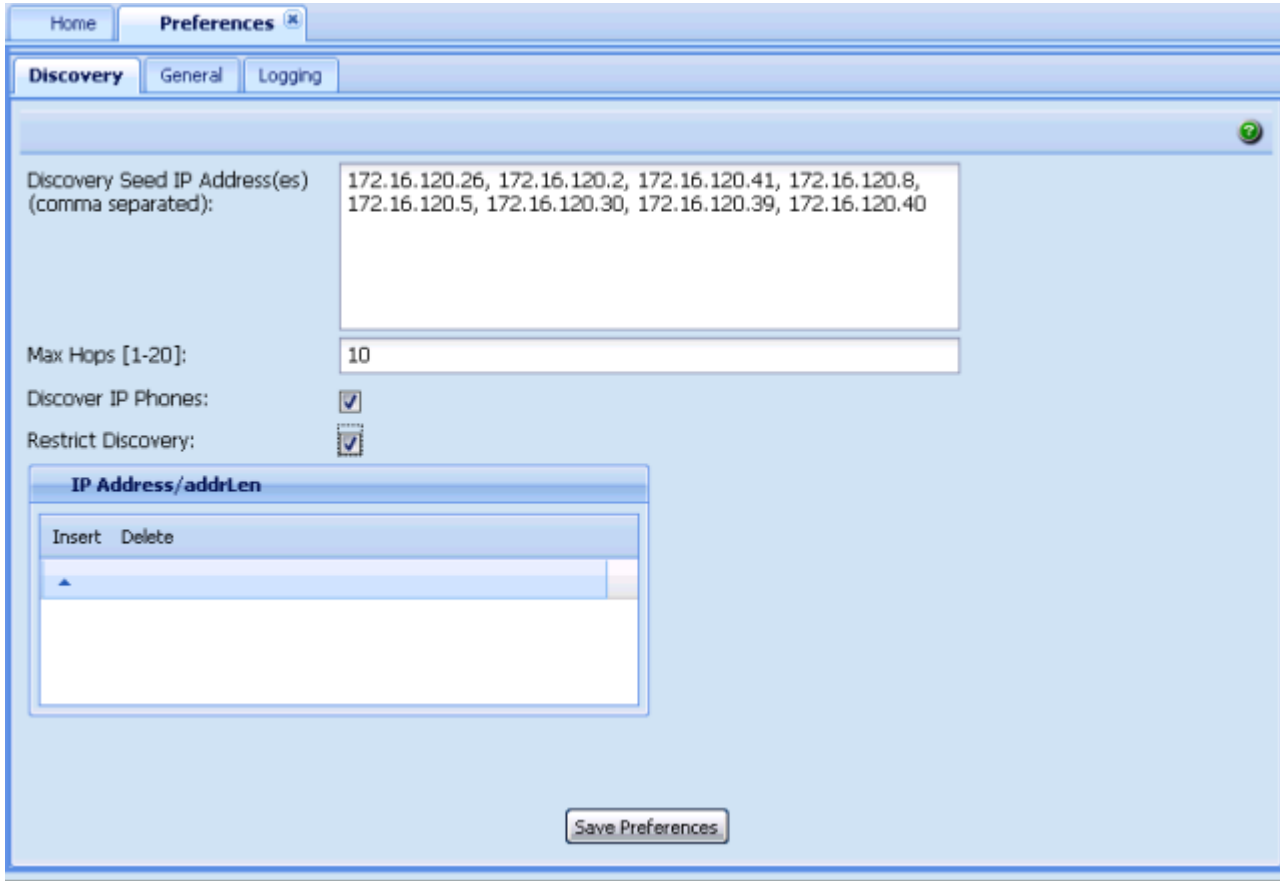 Home Preferences
Discovery General Logging
Discovery Seed IP Address(es)
(comma separated):
172.16.120.26, 172.16.120.2, 172.16.120.41, 172.16.120.8,
172.16.120.5, 172.16.120.30, 172.16.120.39, 172.16.120.40
Max Hops [1-20]:
10
Discover IP Phones:
Restrict Discovery:
IP Address/addrLen
Insert Delete
Save Preferences